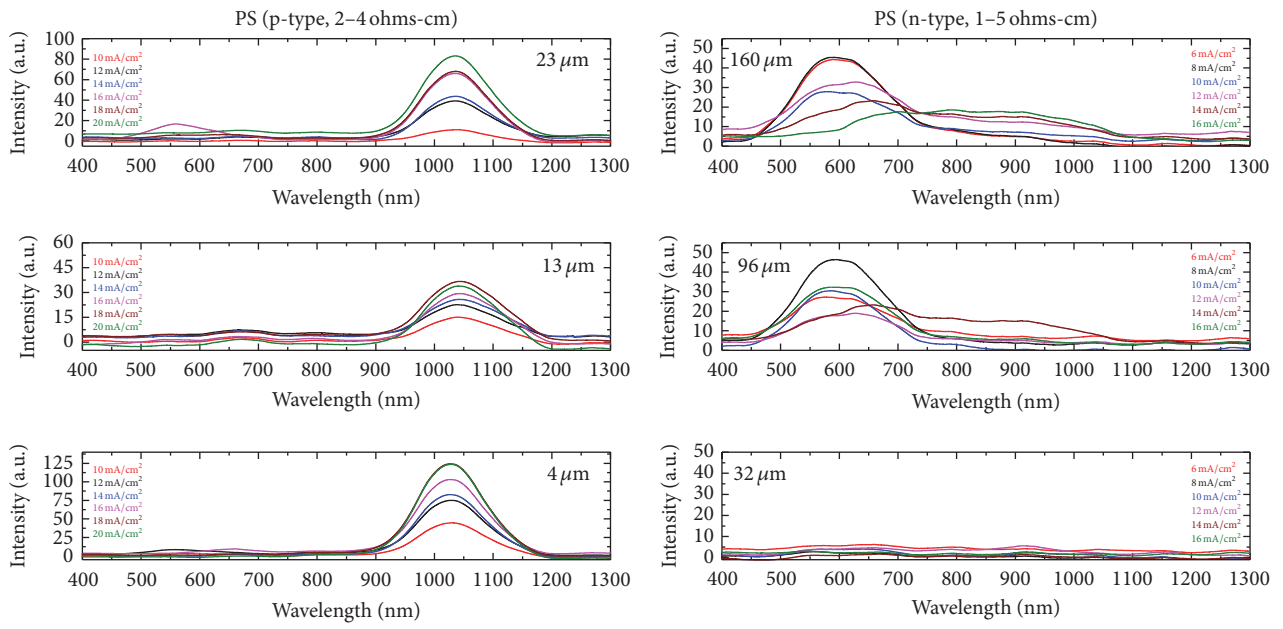 PS (p-type, 2–4 ohms-cm)
100
80
60
40
20
0
Intensity (a.u.)
10 mA/cm²
12 mA/cm²
14 mA/cm²
16 mA/cm²
18 mA/cm²
20 mA/cm²
23 μm
400 500 600 700 800 900 1000 1100 1200 1300
Wavelength (nm)
60
45
30
15
0
Intensity (a.u.)
10 mA/cm²
12 mA/cm²
14 mA/cm²
16 mA/cm²
18 mA/cm²
20 mA/cm²
13 μm
400 500 600 700 800 900 1000 1100 1200 1300
Wavelength (nm)
125
100
75
50
25
0
Intensity (a.u.)
10 mA/cm²
12 mA/cm²
14 mA/cm²
16 mA/cm²
18 mA/cm²
20 mA/cm²
4 μm
400 500 600 700 800 900 1000 1100 1200 1300
Wavelength (nm)
PS (n-type, 1–5 ohms-cm)
50
40
30
20
10
0
Intensity (a.u.)
160 μm
6 mA/cm²
8 mA/cm²
10 mA/cm²
12 mA/cm²
14 mA/cm²
16 mA/cm²
400 500 600 700 800 900 1000 1100 1200 1300
Wavelength (nm)
50
40
30
20
10
0
Intensity (a.u.)
96 μm
6 mA/cm²
8 mA/cm²
10 mA/cm²
12 mA/cm²
14 mA/cm²
16 mA/cm²
400 500 600 700 800 900 1000 1100 1200 1300
Wavelength (nm)
50
40
30
20
10
0
Intensity (a.u.)
32 μm
6 mA/cm²
8 mA/cm²
10 mA/cm²
12 mA/cm²
14 mA/cm²
16 mA/cm²
400 500 600 700 800 900 1000 1100 1200 1300
Wavelength (nm)